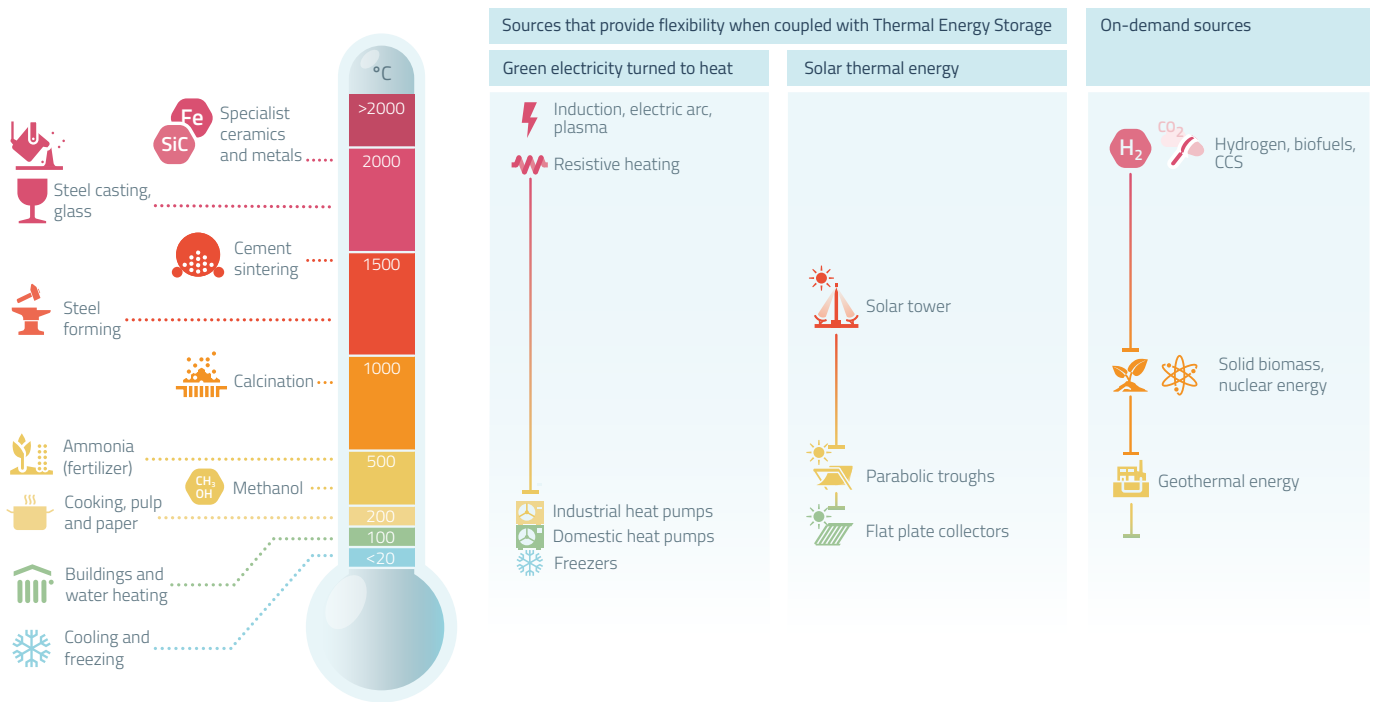 Sources that provide flexibility when coupled with Thermal Energy Storage
On-demand sources
Green electricity turned to heat
Solar thermal energy
°C
>2000
2000
1500
1000
500
200
100
<20
Fe
SiC
Specialist
ceramics
and metals
Steel casting,
glass
Cement
sintering
Steel
forming
Calcination
Ammonia
(fertilizer)
CH3
OH
Methanol
Cooking, pulp
and paper
Buildings and
water heating
Cooling and
freezing
Induction, electric arc,
plasma
Resistive heating
Industrial heat pumps
Domestic heat pumps
Freezers
Solar tower
Parabolic troughs
Flat plate collectors
H2
CO2
Hydrogen, biofuels,
CCS
Solid biomass,
nuclear energy
Geothermal energy